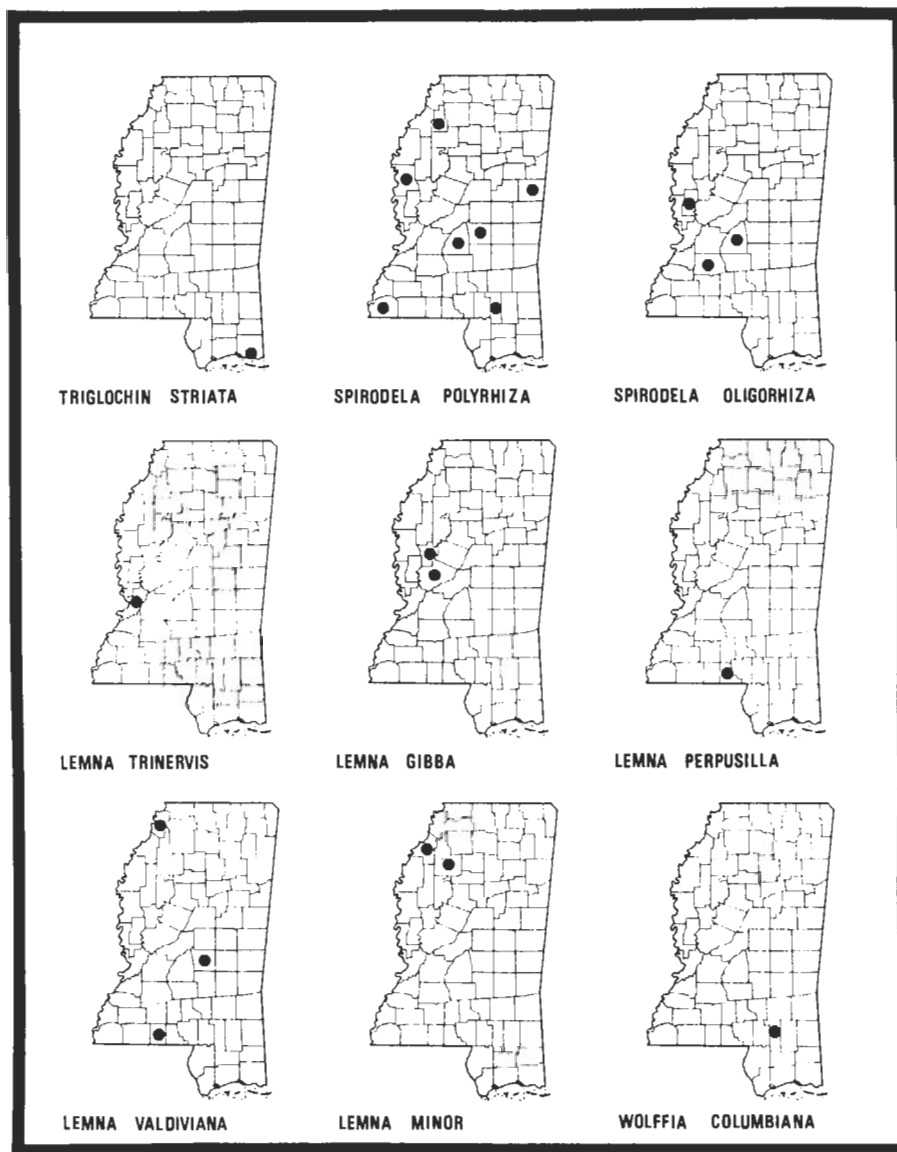 TRIGLOCHIN STRIATA
SPIRODELA POLYRHIZA
SPIRODELA OLIGORHIZA
LEMNA TRINERVIS
LEMNA GIBBA
LEMNA PERPUSILLA
LEMNA VALDIVIANA
LEMNA MINOR
WOLFFIA COLUMBIANA